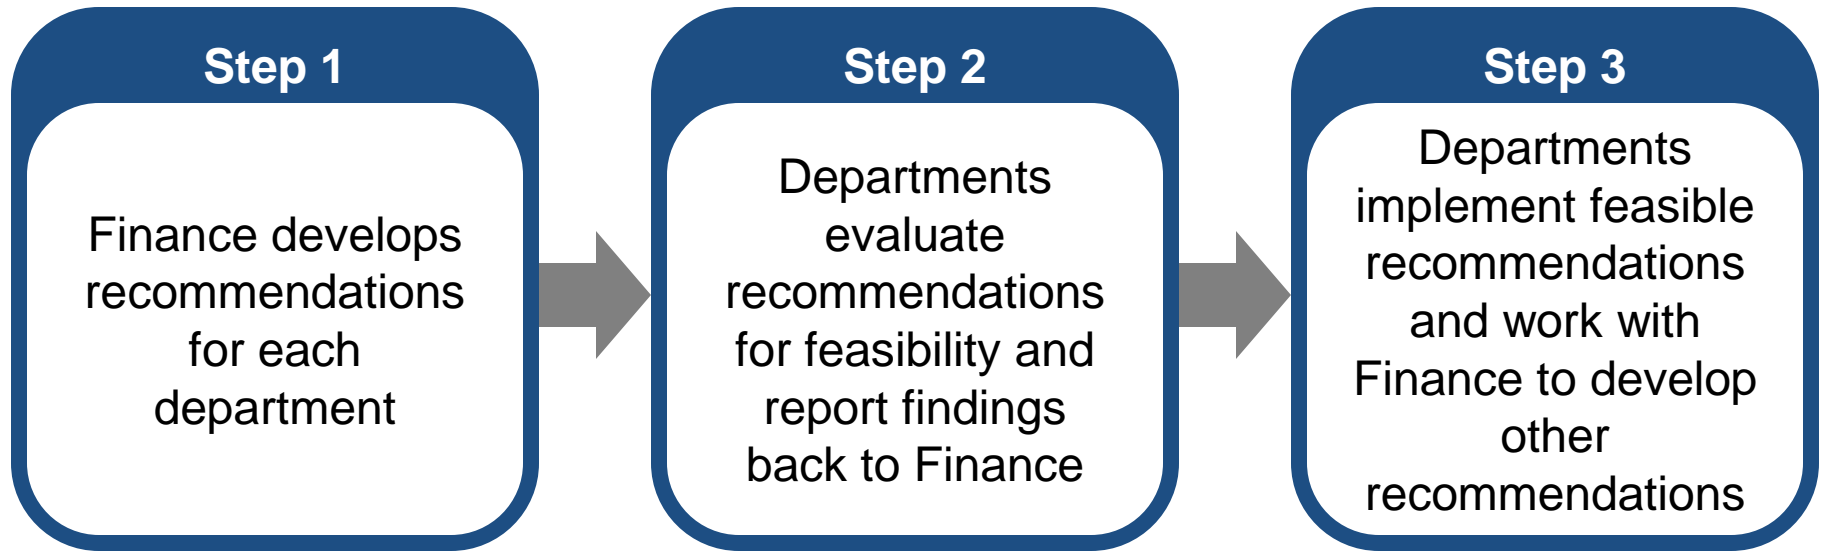 Step 1
Finance develops
recommendations
for each
department
Step 2
Departments
evaluate
recommendations
for feasibility and
report findings
back to Finance
Step 3
Departments
implement feasible
recommendations
and work with
Finance to develop
other
recommendations